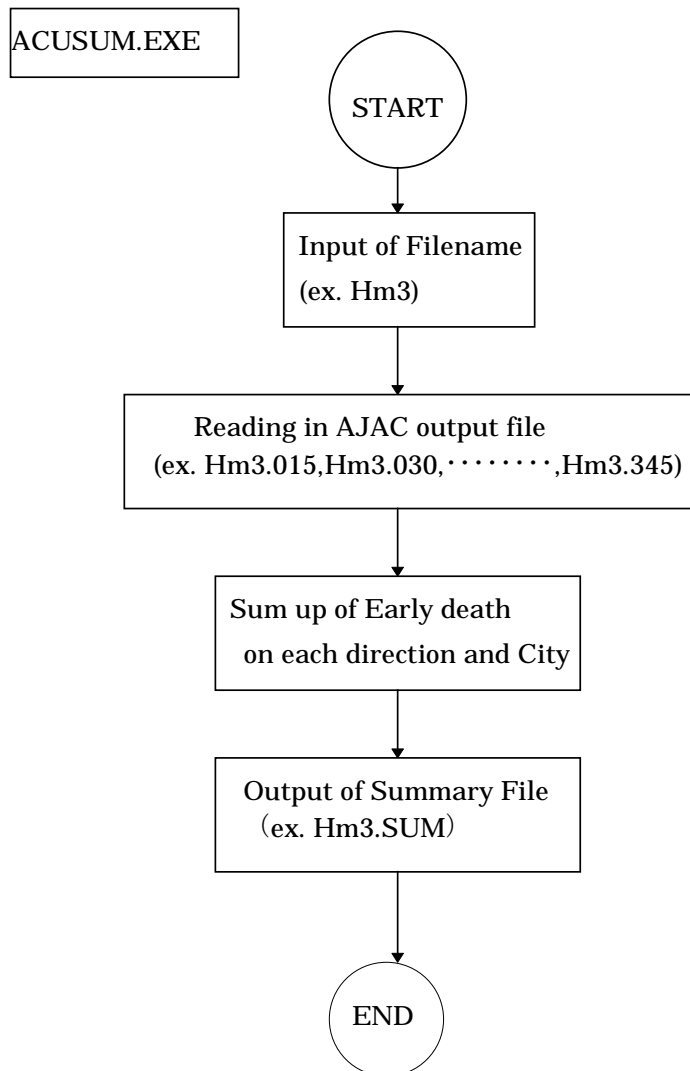 ACUSUM.EXE
START
Input of Filename
(ex. Hm3)
Reading in AJAC output file
(ex. Hm3.015,Hm3.030,････････,Hm3.345)
Sum up of Early death
on each direction and City
Output of Summary File
（ex. Hm3.SUM）
END